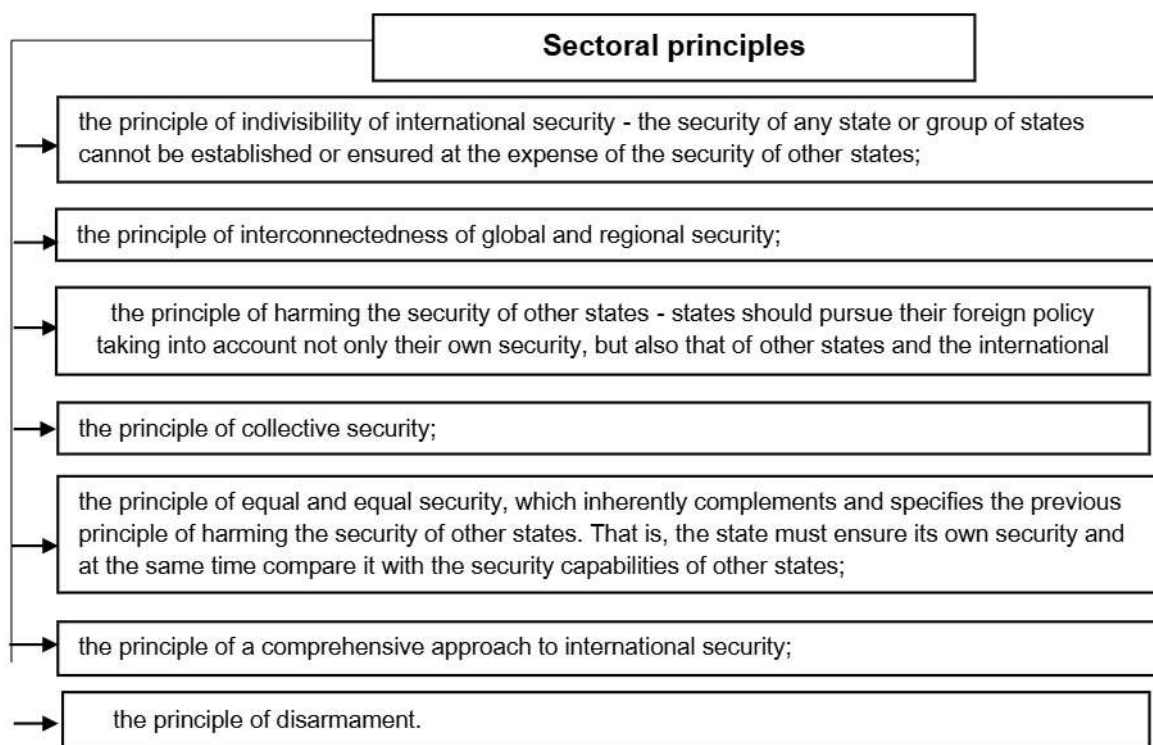 Sectoral principles
the principle of indivisibility of international security - the security of any state or group of states
cannot be established or ensured at the expense of the security of other states;
the principle of interconnectedness of global and regional security;
the principle of harming the security of other states - states should pursue their foreign policy
taking into account not only their own security, but also that of other states and the international
the principle of collective security;
the principle of equal and equal security, which inherently complements and specifies the previous
principle of harming the security of other states. That is, the state must ensure its own security and
at the same time compare it with the security capabilities of other states;
the principle of a comprehensive approach to international security;
the principle of disarmament.